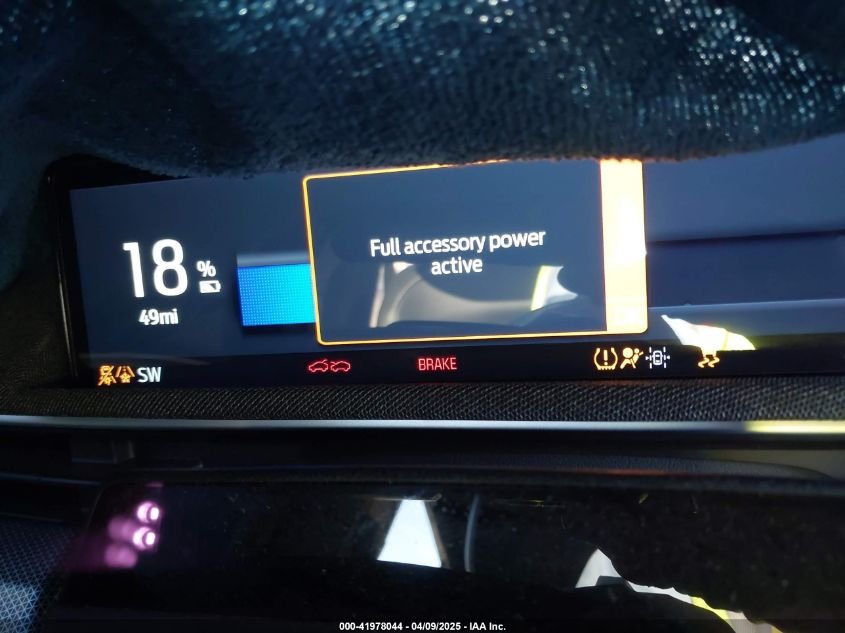 Full accessory power
active
18 %
49mi
SW
BRAKE
000-41978044 - 04/09/2025 - IAA Inc.